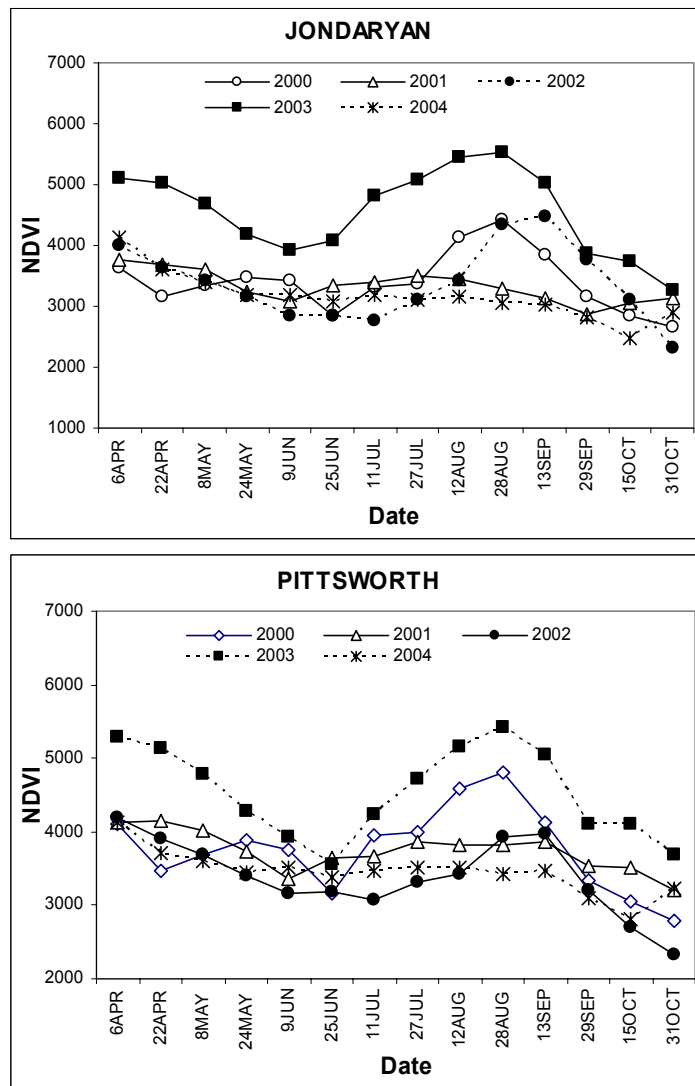 JONDARYAN
7000
6000
5000
4000
3000
2000
1000
NDVI
2000 2001 2002
2003 2004
6APR 22APR 8MAY 24MAY 9JUN 25JUN 11JUL 27JUL 12AUG 28AUG 13SEP 29SEP 15OCT 31OCT
Date
PITTSWORTH
7000
6000
5000
4000
3000
2000
NDVI
2000 2001 2002
2003 2004
6APR 22APR 8MAY 24MAY 9JUN 25JUN 11JUL 27JUL 12AUG 28AUG 13SEP 29SEP 15OCT 31OCT
Date